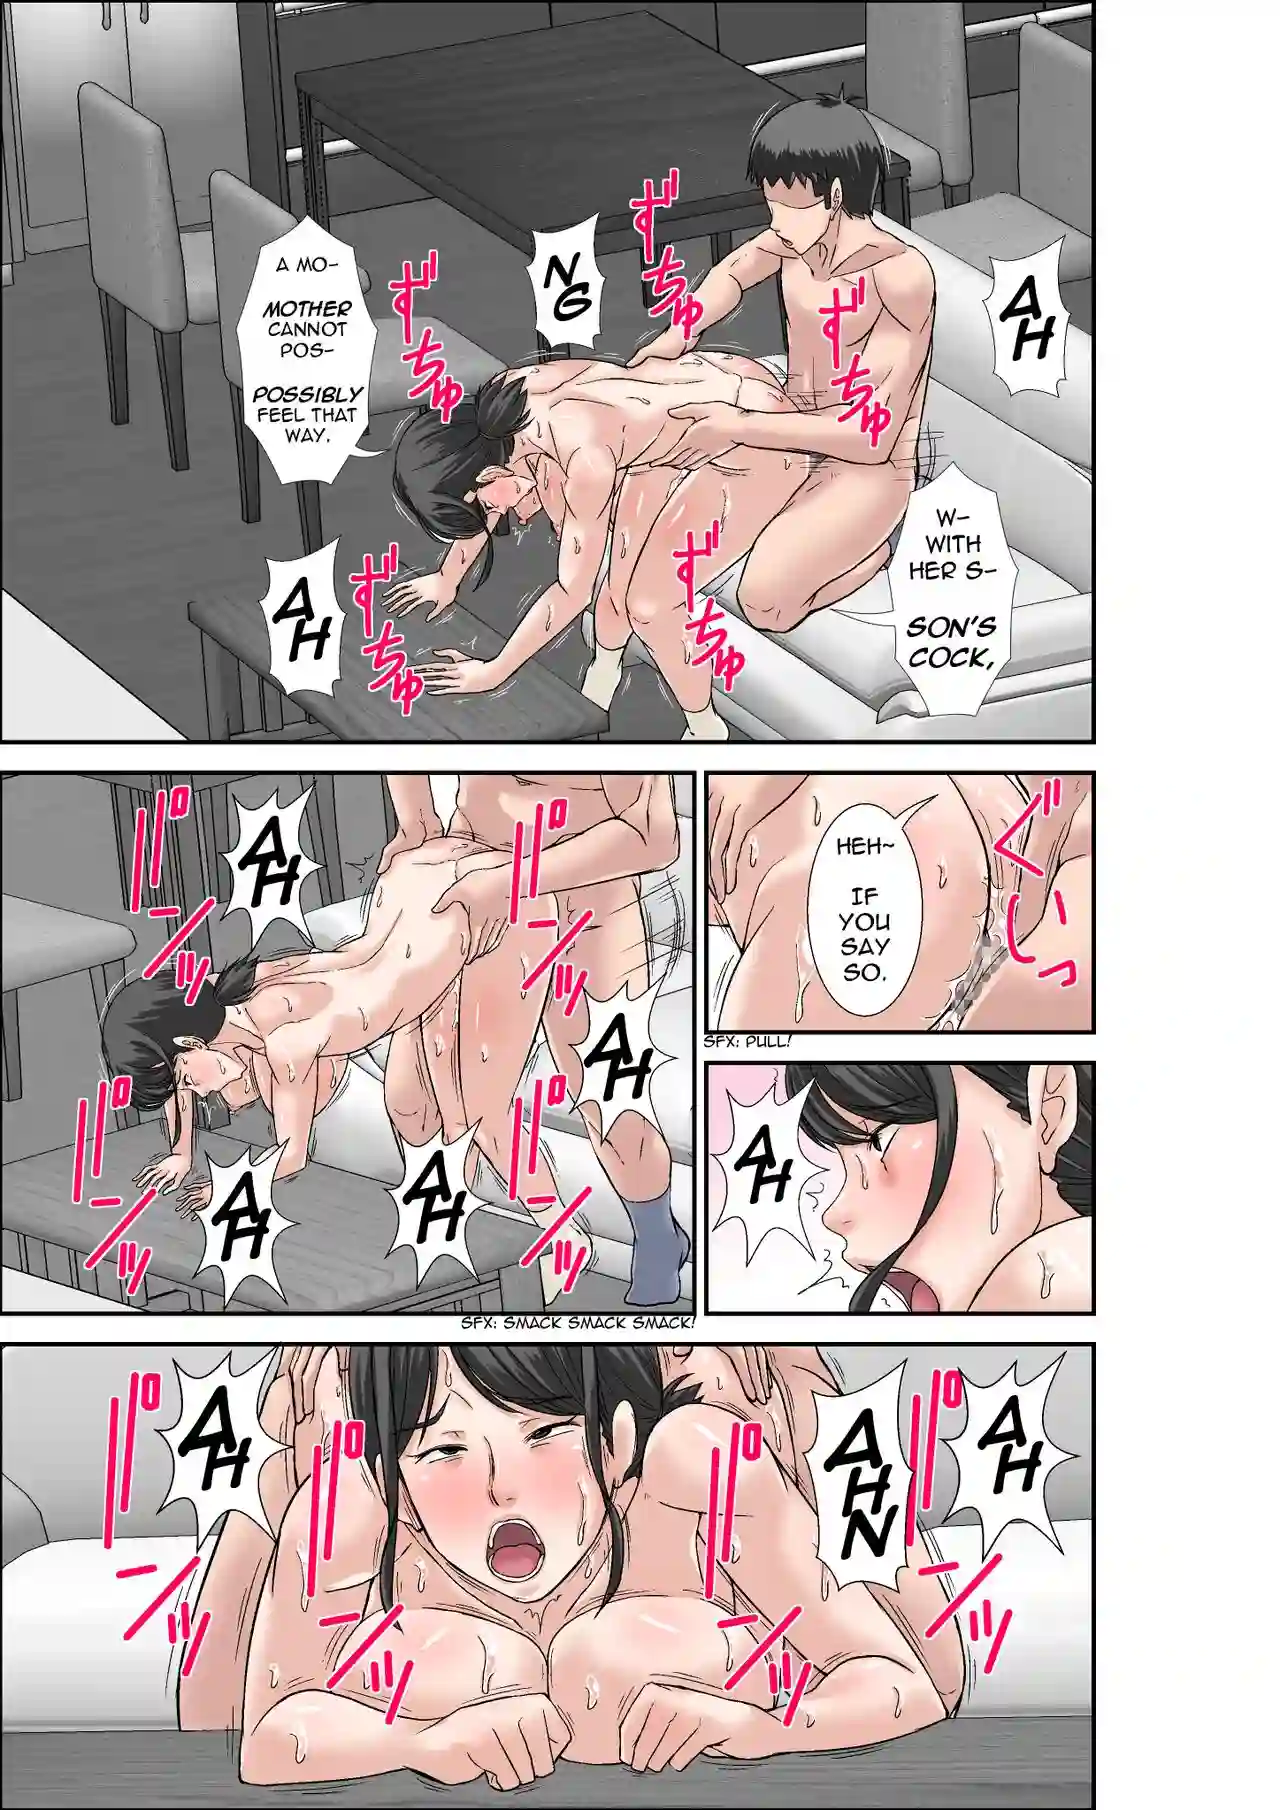 AH
W-
WITH
HER S-
SON'S
COCK,
NG
A MO-
MOTHER
CANNOT
POS-
POSSIBLY
FEEL THAT
WAY.
AH
ずちゅ
ずちゅ
ずちゅ
ずちゅ
ずちゅ
HEH~
IF
YOU
SAY
SO.
ぐいっ
SFX: PULL!
AH
AH
AH
AH
AH
パンッ
パンッ
パンッ
パンッ
SFX: SMACK SMACK SMACK!
AH
AHN
AH
パンッ
パンッ
パンッ
パンッ